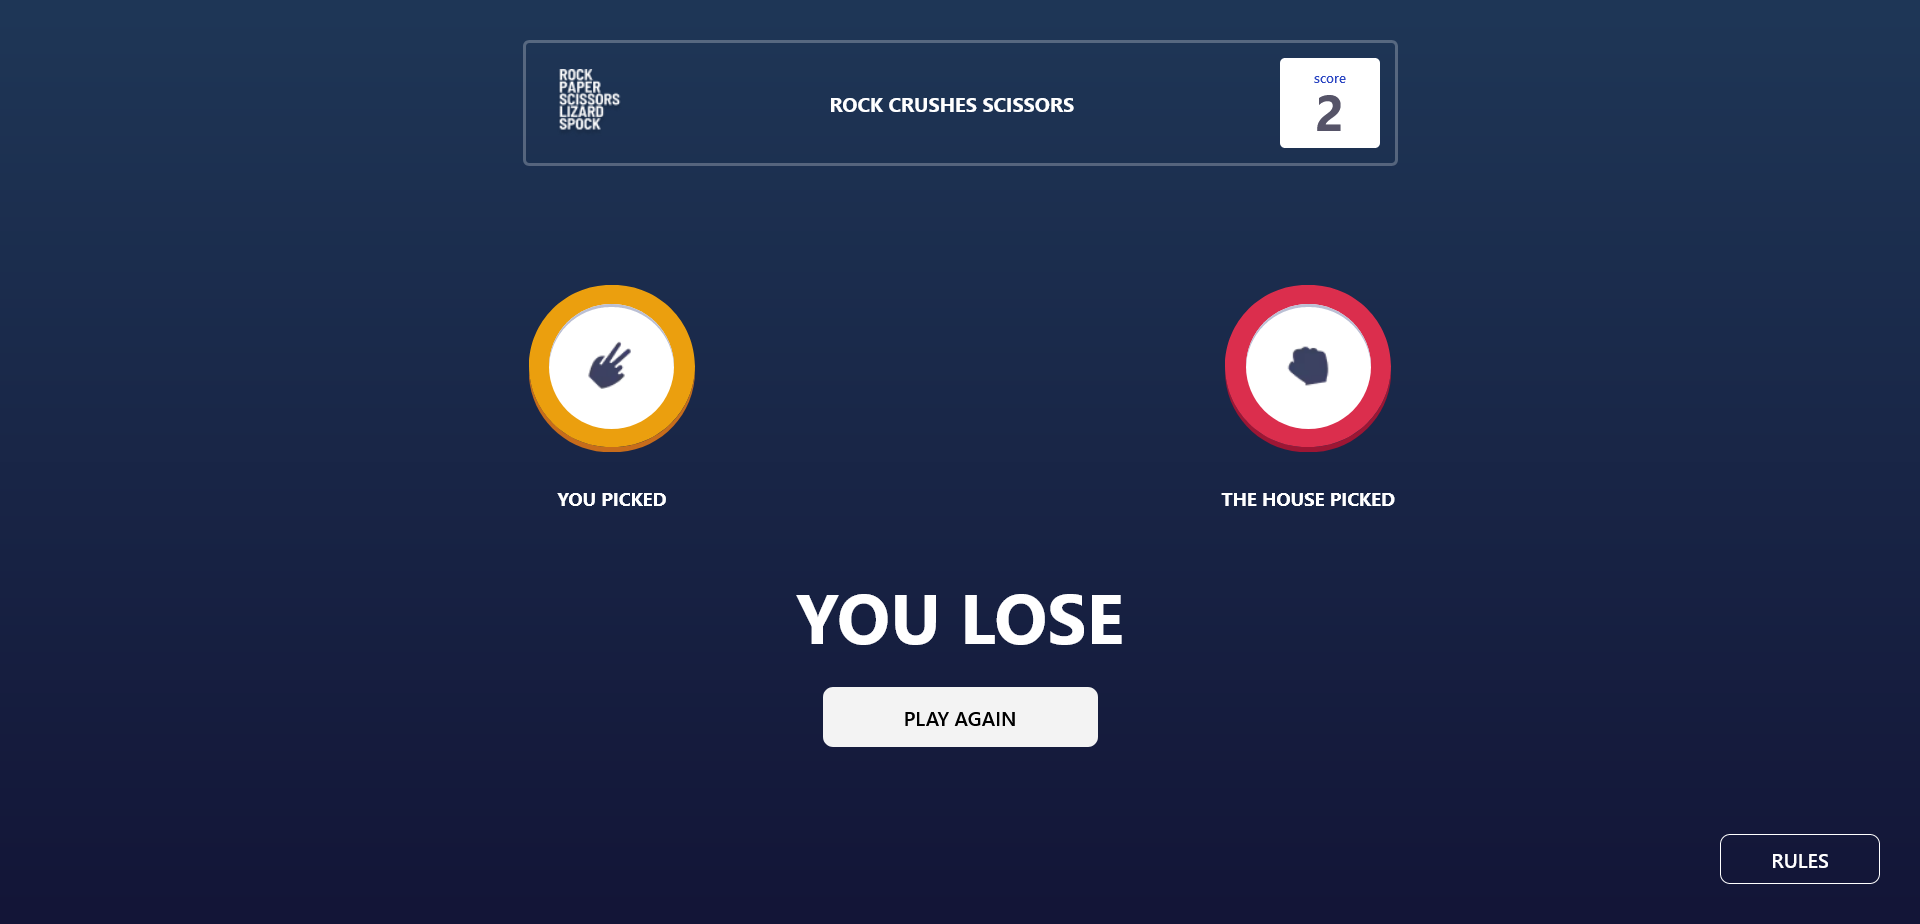 ROCK
PAPER
SCISSORS
LIZARD
SPOCK
ROCK CRUSHES SCISSORS
score
2
YOU PICKED
THE HOUSE PICKED
YOU LOSE
PLAY AGAIN
RULES